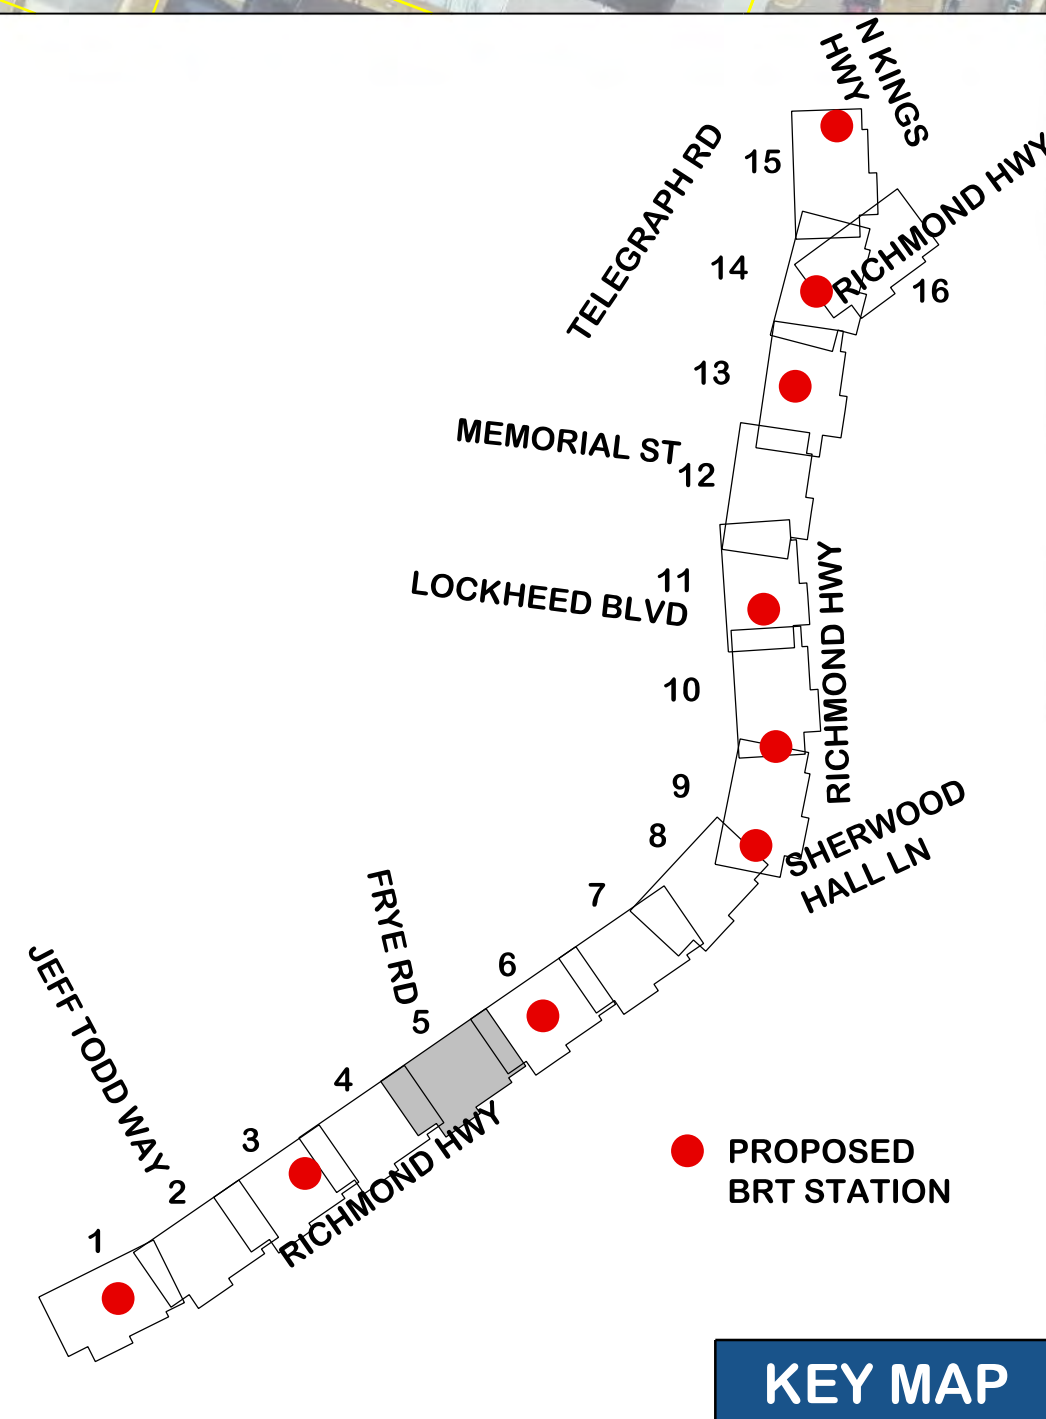 N KINGS
HWY
15
TELEGRAPH RD
RICHMOND HWY
14
16
13
MEMORIAL ST
12
11
LOCKHEED BLVD
RICHMOND HWY
10
9
8
SHERWOOD
HALL LN
7
FRYE RD
6
5
JEFF TODD WAY
4
3
RICHMOND HWY
2
1
PROPOSED
BRT STATION
KEY MAP